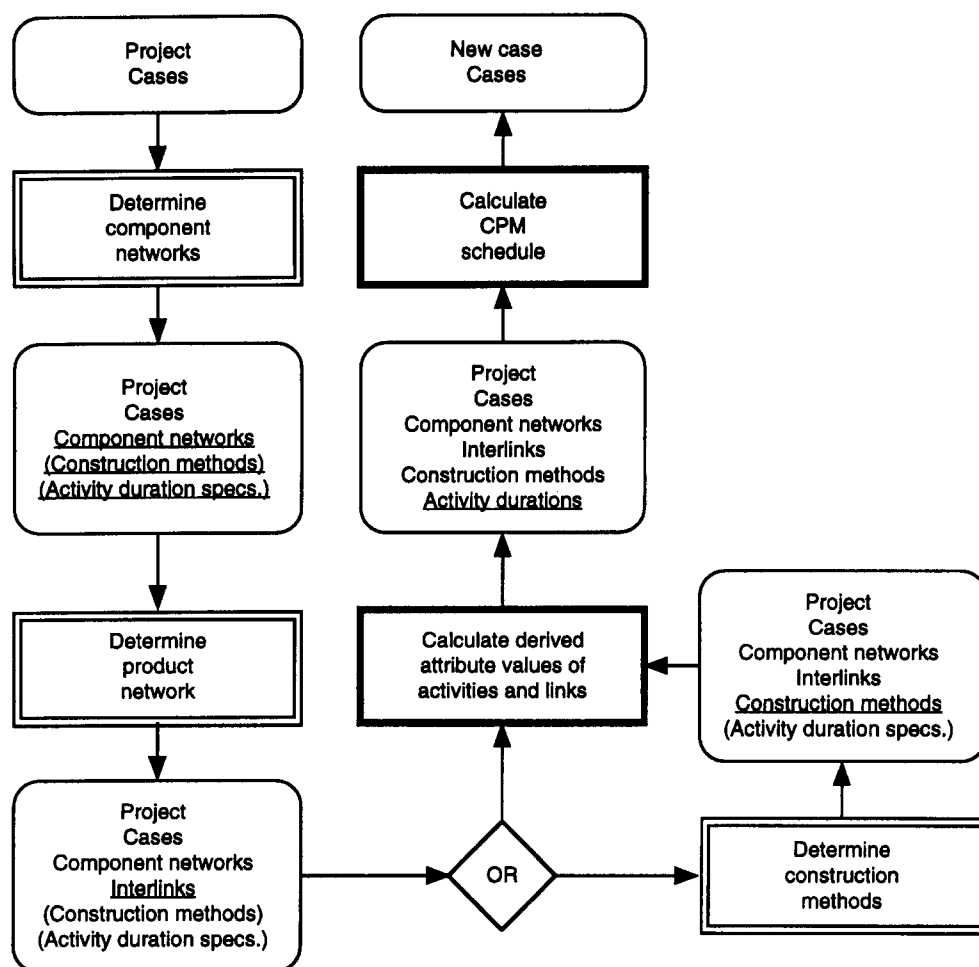 Project
Cases
Determine
component
networks
Project
Cases
Component networks
(Construction methods)
(Activity duration specs.)
Determine
product
network
Project
Cases
Component networks
Interlinks
(Construction methods)
(Activity duration specs.)
OR
Determine
construction
methods
Project
Cases
Component networks
Interlinks
Construction methods
(Activity duration specs.)
Calculate derived
attribute values of
activities and links
Project
Cases
Component networks
Interlinks
Construction methods
Activity durations
Calculate
CPM
schedule
New case
Cases